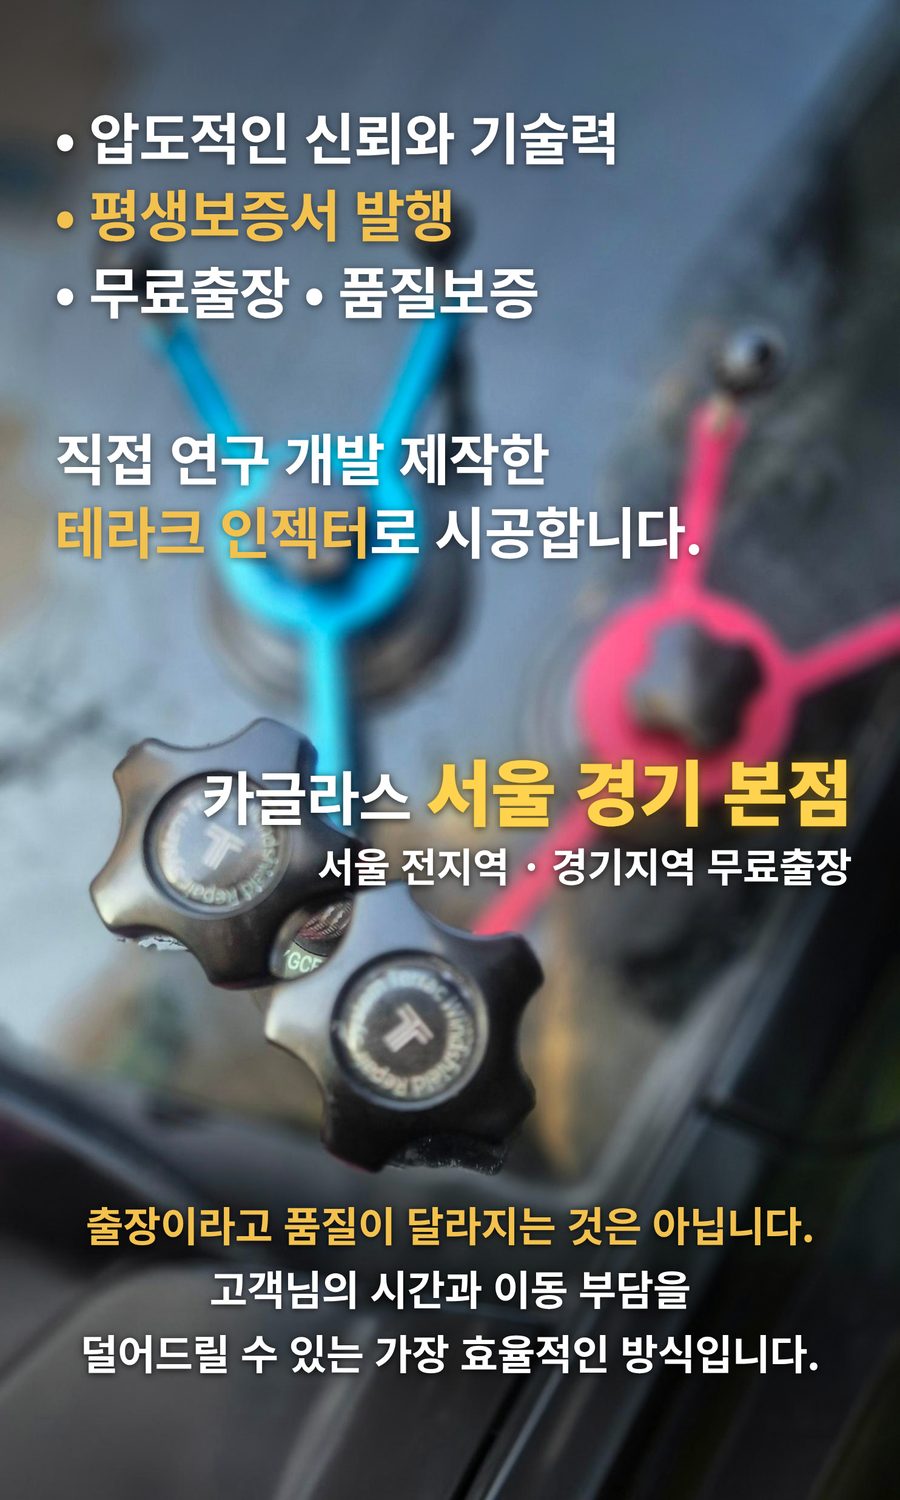 • 압도적인 신뢰와 기술력
• 평생보증서 발행
• 무료출장 • 품질보증
직접 연구 개발 제작한
테라크 인젝터로 시공합니다.
카글라스 서울 경기 본점
서울 전지역 · 경기지역 무료출장
출장이라고 품질이 달라지는 것은 아닙니다.
고객님의 시간과 이동 부담을
덜어드릴 수 있는 가장 효율적인 방식입니다.